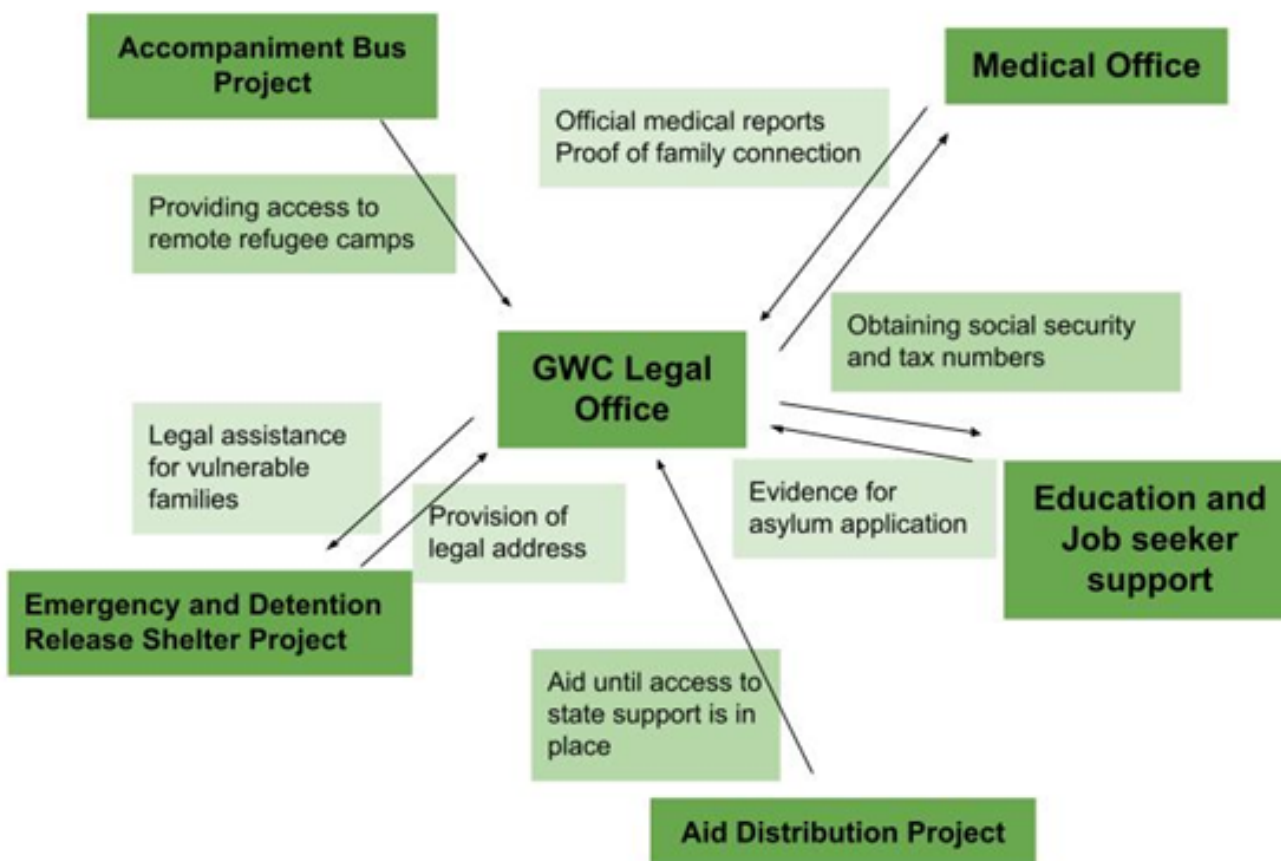 Accompaniment Bus
Project
Medical Office
Official medical reports
Proof of family connection
Providing access to
remote refugee camps
Obtaining social security
and tax numbers
GWC Legal
Office
Legal assistance
for vulnerable
families
Provision of
legal address
Evidence for
asylum application
Education and
Job seeker
support
Emergency and Detention
Release Shelter Project
Aid until access to
state support is in
place
Aid Distribution Project